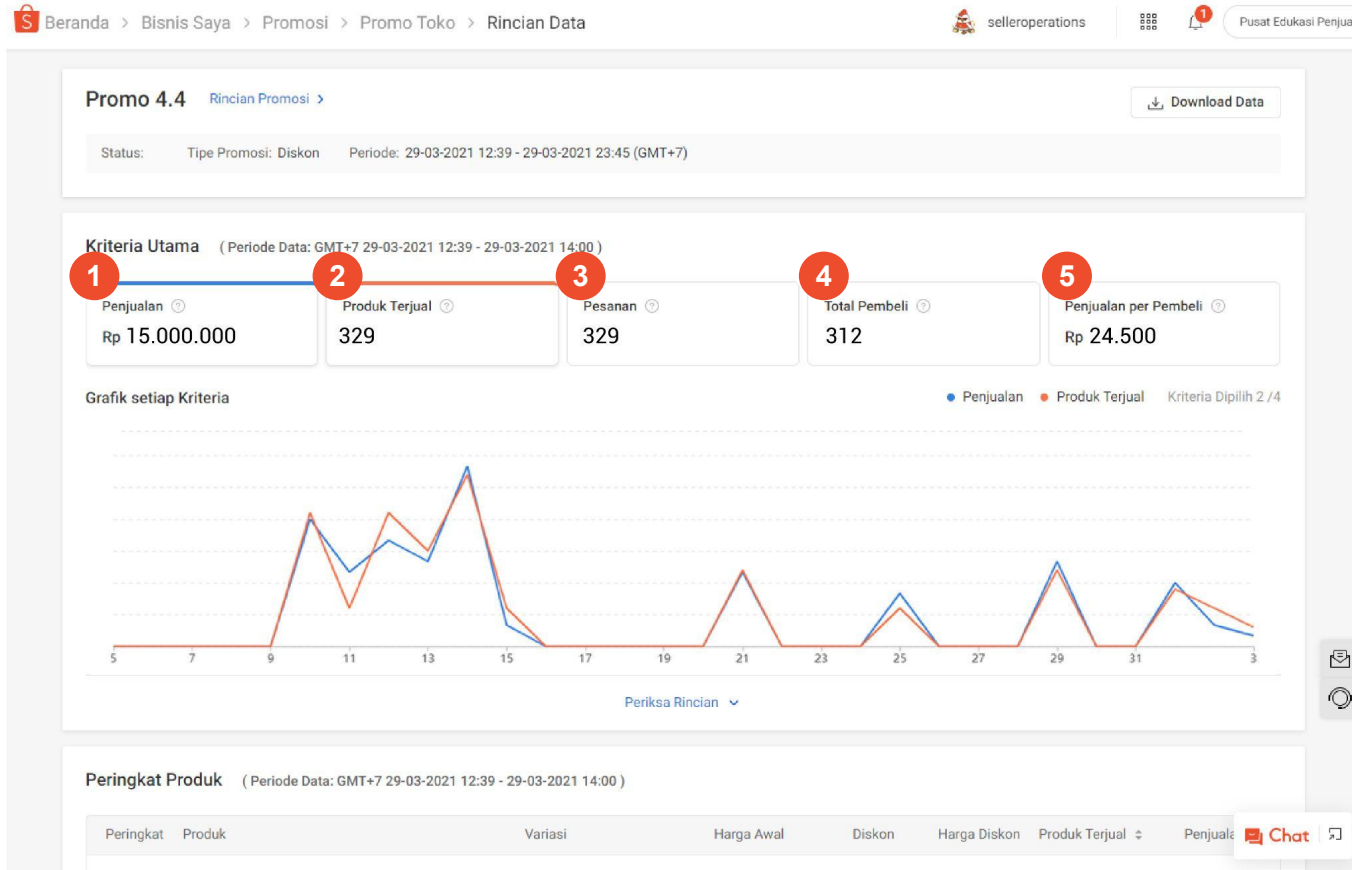 S Beranda > Bisnis Saya > Promosi > Promo Toko > Rincian Data selleroperations 1 Pusat Edukasi Penjua
Promo 4.4 Rincian Promosi > Download Data
Status: Tipe Promosi: Diskon Periode: 29-03-2021 12:39 - 29-03-2021 23:45 (GMT+7)
Kriteria Utama ( Periode Data: GMT+7 29-03-2021 12:39 - 29-03-2021 14:00 )
1 2 3 4 5
Penjualan ? Produk Terjual ? Pesanan ? Total Pembeli ? Penjualan per Pembeli ?
Rp 15.000.000 329 329 312 Rp 24.500
Grafik setiap Kriteria Penjualan Produk Terjual Kriteria Dipilih 2 /4
5 7 9 11 13 15 17 19 21 23 25 27 29 31 3
Periksa Rincian
Peringkat Produk ( Periode Data: GMT+7 29-03-2021 12:39 - 29-03-2021 14:00 )
Peringkat Produk Variasi Harga Awal Diskon Harga Diskon Produk Terjual Penjuala
Chat